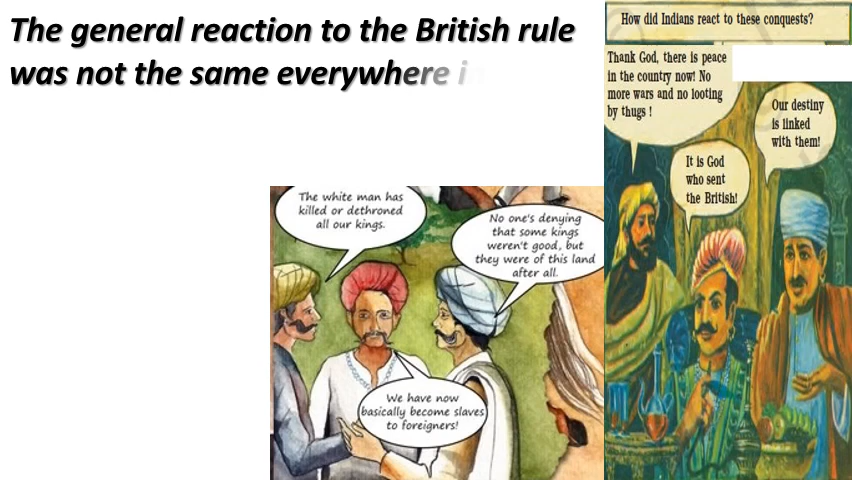 The general reaction to the British rule
was not the same everywhere
How did Indians react to these conquests?
Thank God, there is peace
in the country now! No
more wars and no looting
by thugs !
Our destiny
is linked
with them!
It is God
who sent
the British!
The white man has
killed or dethroned
all our kings.
No one's denying
that some kings
weren't good, but
they were of this land
after all.
We have now
basically become slaves
to foreigners!